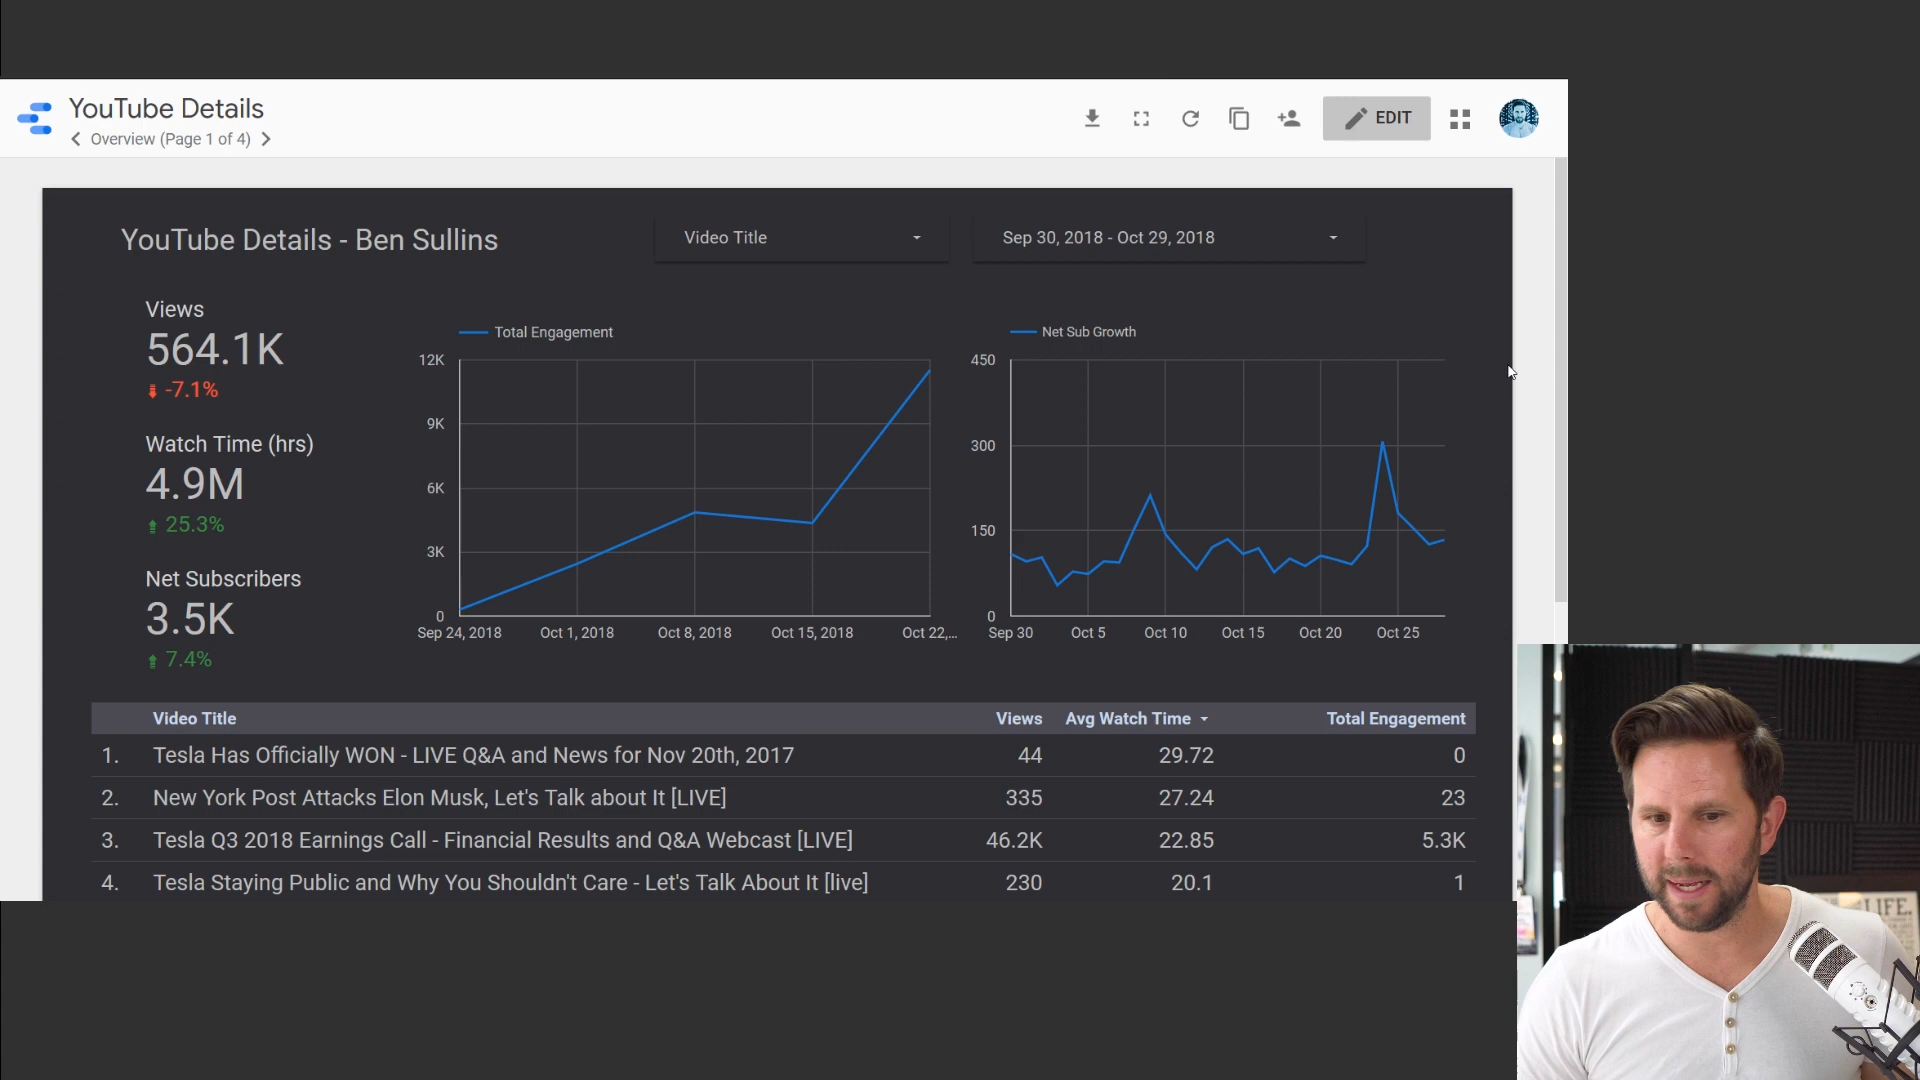 YouTube Details
Overview (Page 1 of 4)
EDIT
YouTube Details - Ben Sullins
Video Title
Sep 30, 2018 - Oct 29, 2018
Views
564.1K
-7.1%
Watch Time (hrs)
4.9M
25.3%
Net Subscribers
3.5K
7.4%
Total Engagement
12K
9K
6K
3K
0
Sep 24, 2018 Oct 1, 2018 Oct 8, 2018 Oct 15, 2018 Oct 22,...
Net Sub Growth
450
300
150
0
Sep 30 Oct 5 Oct 10 Oct 15 Oct 20 Oct 25
Video Title Views Avg Watch Time Total Engagement
1. Tesla Has Officially WON - LIVE Q&A and News for Nov 20th, 2017 44 29.72 0
2. New York Post Attacks Elon Musk, Let's Talk about It [LIVE] 335 27.24 23
3. Tesla Q3 2018 Earnings Call - Financial Results and Q&A Webcast [LIVE] 46.2K 22.85 5.3K
4. Tesla Staying Public and Why You Shouldn't Care - Let's Talk About It [live] 230 20.1 1
LIFE.